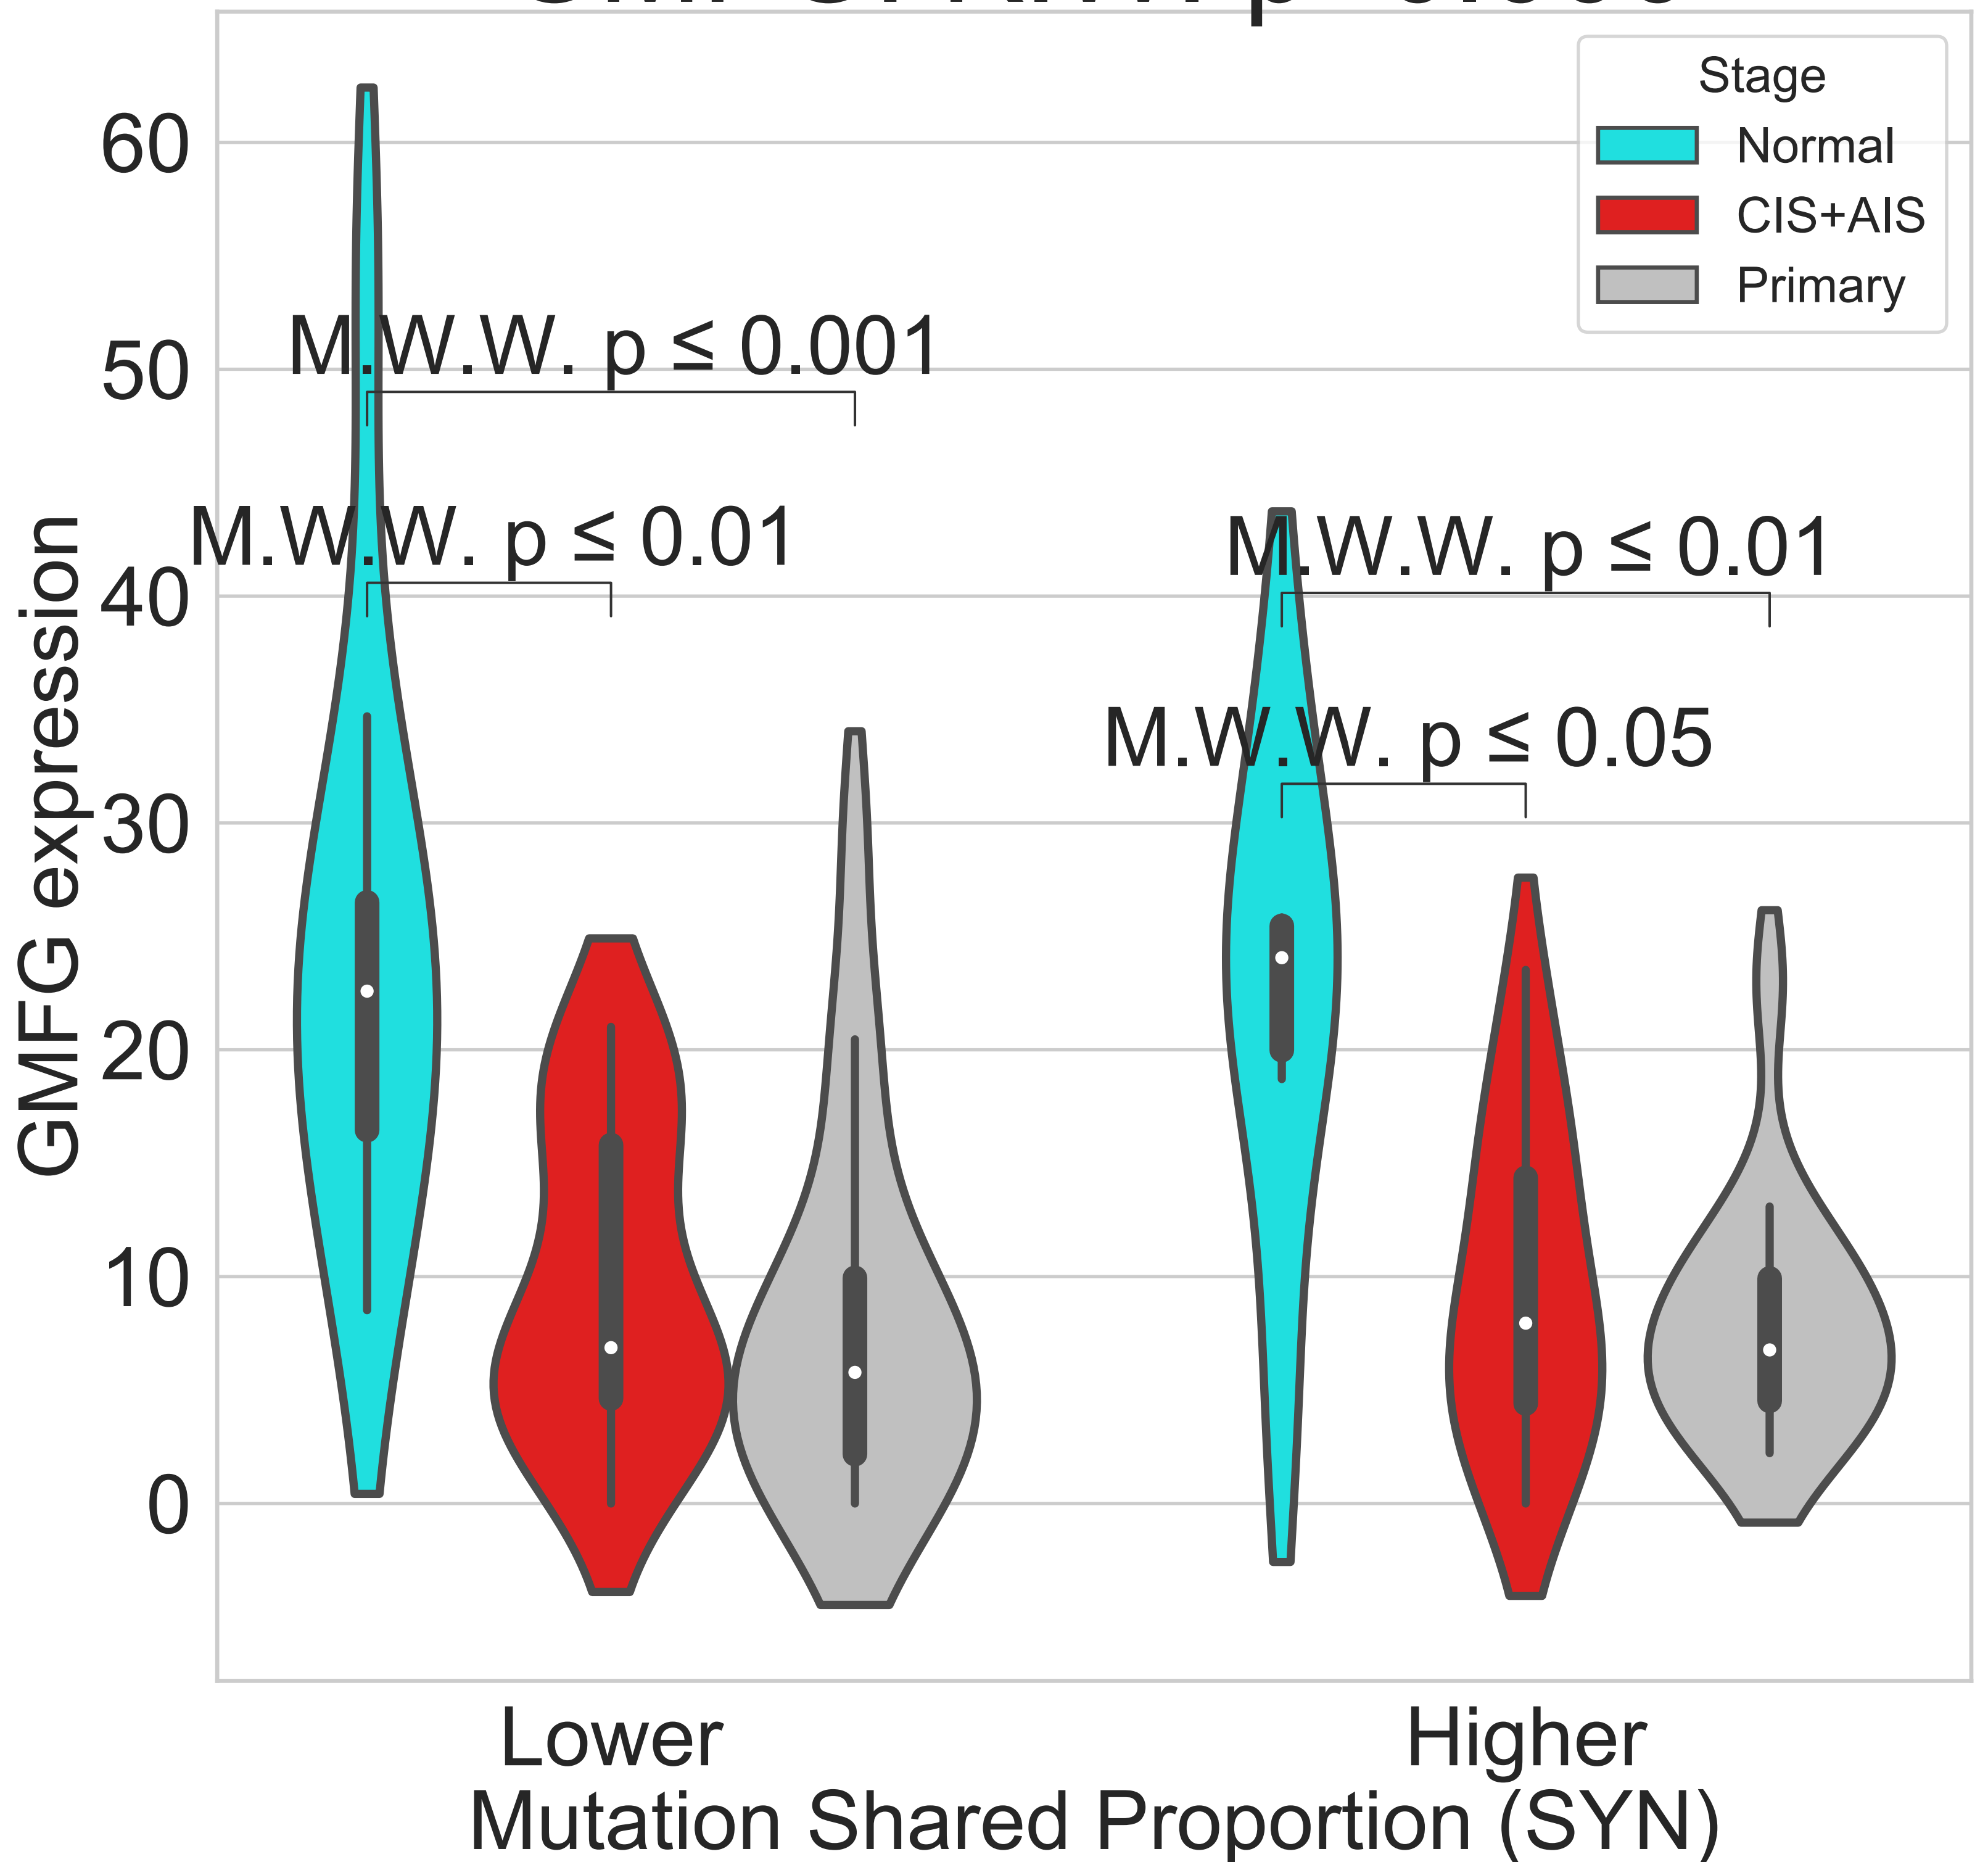 Stage
Normal
CIS+AIS
Primary
60
50
40
30
20
10
0
GMFG expression
M.W.W. p ≤ 0.001
M.W.W. p ≤ 0.01
M.W.W. p ≤ 0.01
M.W.W. p ≤ 0.05
Lower
Higher
Mutation Shared Proportion (SYN)